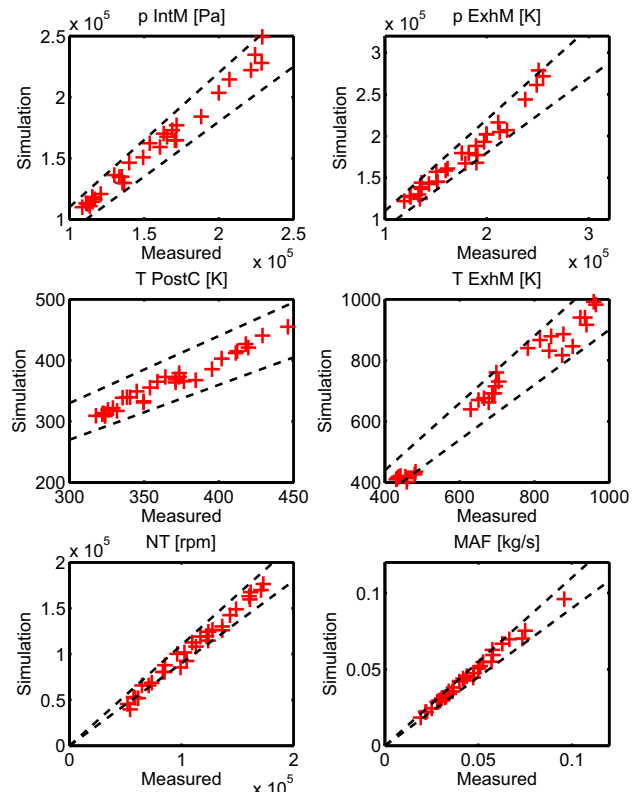 x 10^5
p IntM [Pa]
2.5
2
1.5
1
Simulation
1
1.5
2
2.5
Measured
x 10^5
x 10^5
p ExhM [K]
3
2
1
Simulation
1
2
3
Measured
x 10^5
T PostC [K]
500
400
300
200
Simulation
300
350
400
450
Measured
T ExhM [K]
1000
800
600
400
Simulation
400
600
800
1000
Measured
x 10^5
NT [rpm]
2
1.5
1
0.5
0
Simulation
0
1
2
Measured
x 10^5
MAF [kg/s]
0.1
0.05
0
Simulation
0
0.05
0.1
Measured